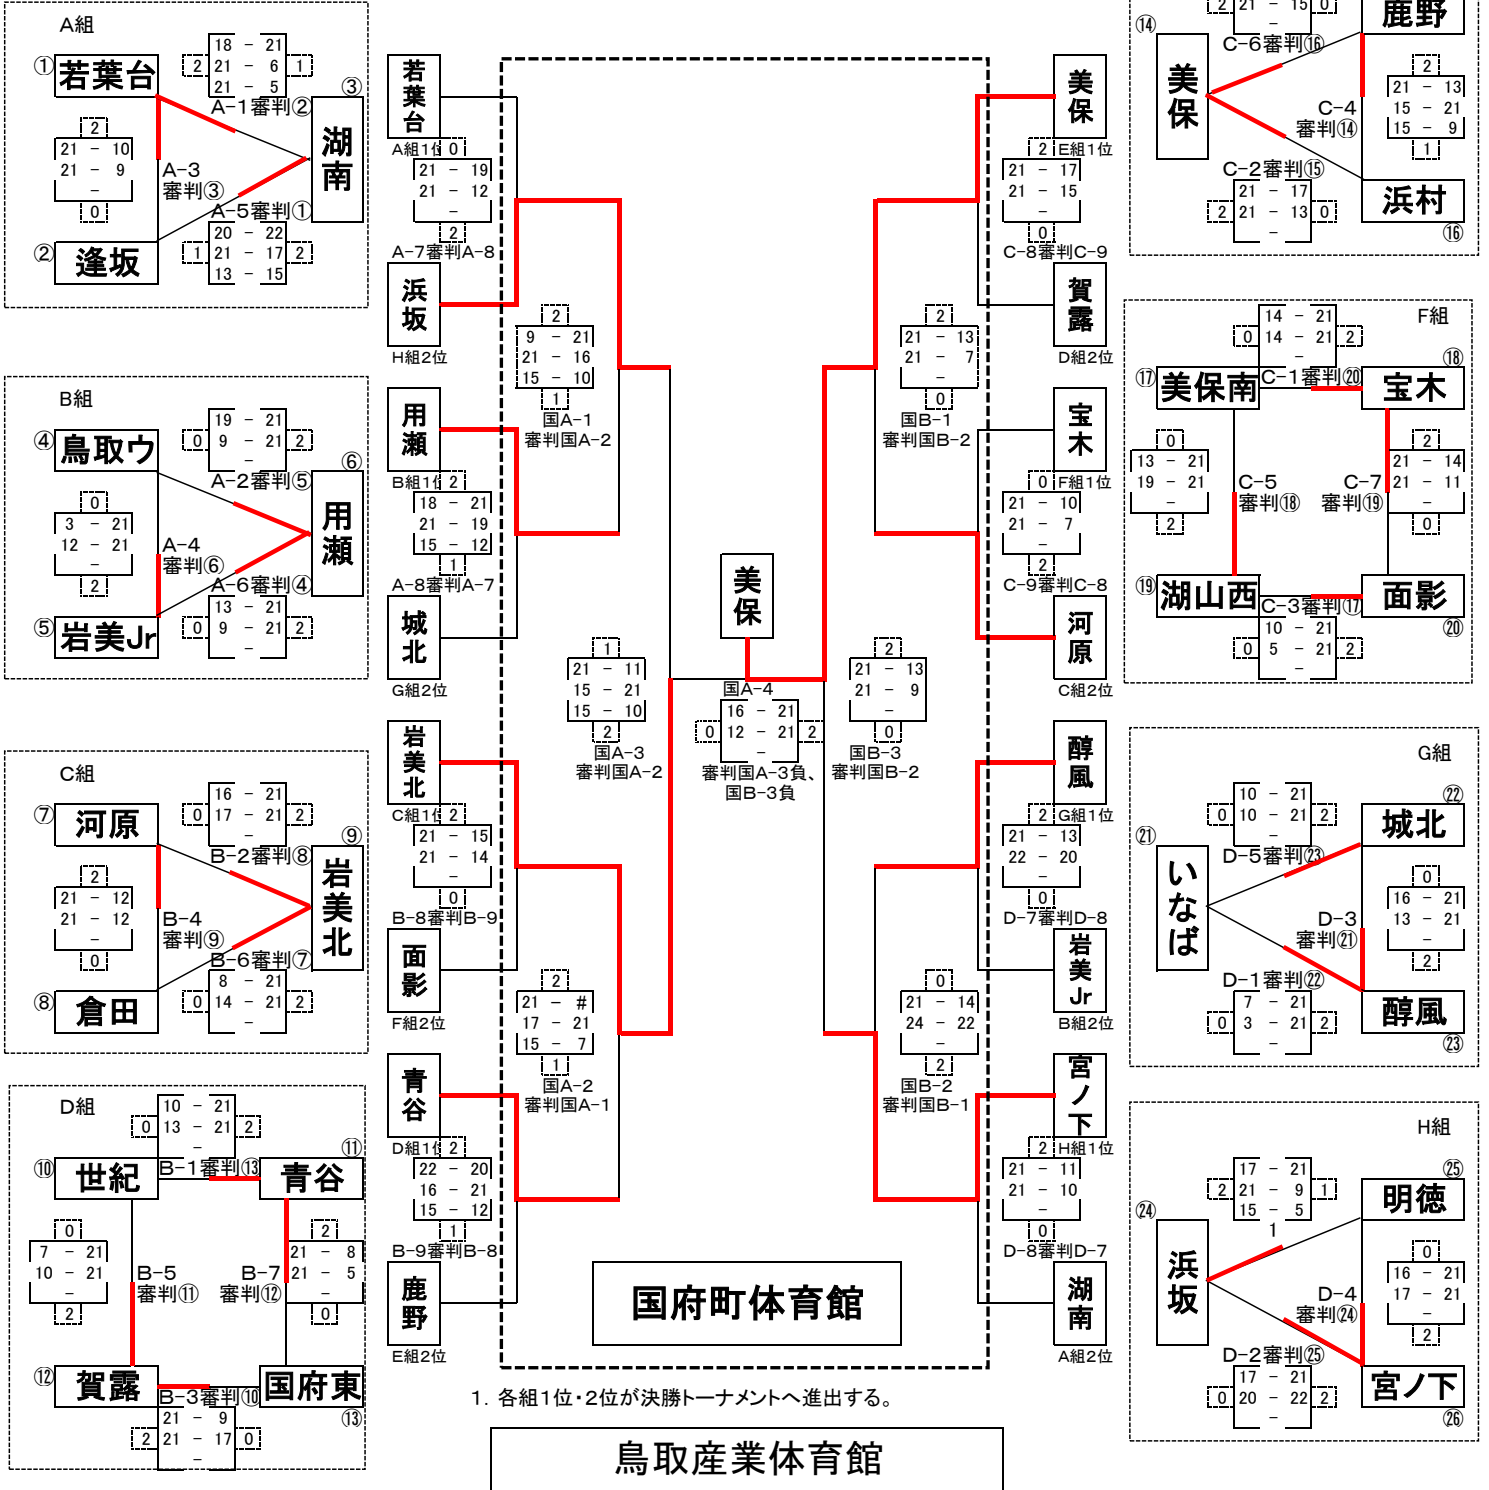 A組
① 若葉台
18 - 21
2 21 - 6 1
21 - 5
A-1審判②
③
湖南
2
21 - 10
21 - 9
-
0
A-3
審判③
A-5審判①
② 逢坂
20 - 22
1 21 - 17 2
13 - 15
B組
④ 鳥取ウ
19 - 21
0 9 - 21 2
-
A-2審判⑤
⑥
用瀬
0
3 - 21
12 - 21
-
2
A-4
審判⑥
A-6審判④
⑤ 岩美Jr
13 - 21
0 9 - 21 2
-
C組
⑦ 河原
16 - 21
0 17 - 21 2
-
B-2審判⑧
⑨
岩美北
2
21 - 12
21 - 12
-
0
B-4
審判⑨
B-6審判⑦
⑧ 倉田
8 - 21
0 14 - 21 2
-
D組
10 - 21
0 13 - 21 2
-
⑩ 世紀
B-1審判⑬
⑪
青谷
0
7 - 21
10 - 21
-
2
B-5
審判⑪
B-7
審判⑫
2
21 - 8
21 - 5
-
0
⑫ 賀露
B-3審判⑩
国府東
⑬
21 - 9
2 21 - 17 0
-
若葉台
A組1位
0
21 - 19
21 - 12
-
2
A-7審判A-8
浜坂
H組2位
用瀬
B組1位
2
18 - 21
21 - 19
15 - 12
1
A-8審判A-7
城北
G組2位
岩美北
C組1位
2
21 - 15
21 - 14
-
0
B-8審判B-9
面影
F組2位
青谷
D組1位
2
22 - 20
16 - 21
15 - 12
1
B-9審判B-8
鹿野
E組2位
2
9 - 21
21 - 16
15 - 10
1
国A-1
審判国A-2
1
21 - 11
15 - 21
15 - 10
2
国A-3
審判国A-2
2
21 - #
17 - 21
15 - 7
1
国A-2
審判国A-1
美保
国A-4
16 - 21
0 12 - 21 2
-
審判国A-3負、
国B-3負
2
21 - 13
21 - 7
-
0
国B-1
審判国B-2
2
21 - 13
21 - 9
-
0
国B-3
審判国B-2
0
21 - 14
24 - 22
-
2
国B-2
審判国B-1
美保
E組1位
2
21 - 17
21 - 15
-
0
C-8審判C-9
賀露
D組2位
宝木
F組1位
0
21 - 10
21 - 7
-
2
C-9審判C-8
河原
C組2位
醇風
G組1位
2
21 - 13
22 - 20
-
0
D-7審判D-8
岩美Jr
B組2位
宮ノ下
H組1位
2
21 - 11
21 - 10
-
0
D-8審判D-7
湖南
A組2位
国府町体育館
1. 各組1位・2位が決勝トーナメントへ進出する。
鳥取産業体育館
2 21 - 15 0
-
鹿野
⑭
美保
C-6審判⑯
2
21 - 13
15 - 21
15 - 9
1
C-4
審判⑭
C-2審判⑮
21 - 17
2 21 - 13 0
-
浜村
⑯
F組
14 - 21
0 14 - 21 2
-
⑰ 美保南
C-1審判⑳
⑱
宝木
0
13 - 21
19 - 21
-
2
C-5
審判⑱
C-7
審判⑲
2
21 - 14
21 - 11
-
0
⑲ 湖山西
C-3審判⑰
面影
⑳
10 - 21
0 5 - 21 2
-
G組
10 - 21
0 10 - 21 2
-
㉒
城北
D-5審判㉓
㉑
いなば
0
16 - 21
13 - 21
-
2
D-3
審判㉑
D-1審判㉒
7 - 21
0 3 - 21 2
-
醇風
㉓
H組
17 - 21
2 21 - 9 1
15 - 5
1
㉕
明徳
㉔
浜坂
0
16 - 21
17 - 21
-
2
D-4
審判㉔
D-2審判㉕
17 - 21
0 20 - 22 2
-
宮ノ下
㉖